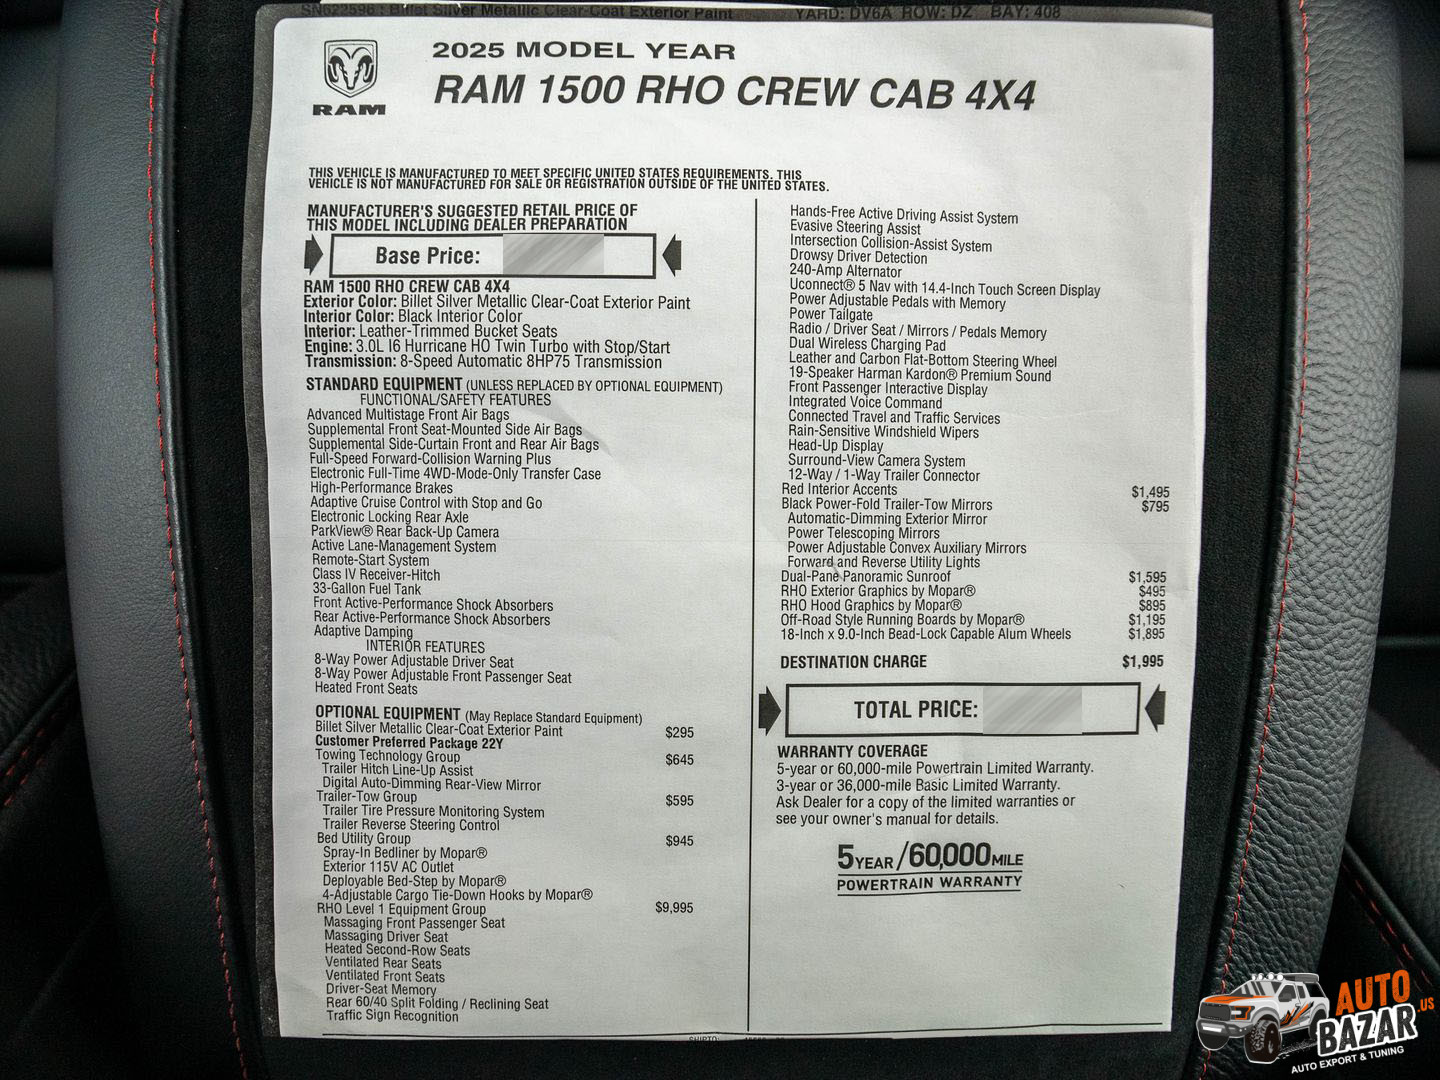 : Billet Silver Metallic Clear-Coat Exterior Paint YARD: DV6A ROW: DZ BAY: 408
2025 MODEL YEAR
RAM 1500 RHO CREW CAB 4X4
RAM
THIS VEHICLE IS MANUFACTURED TO MEET SPECIFIC UNITED STATES REQUIREMENTS. THIS
VEHICLE IS NOT MANUFACTURED FOR SALE OR REGISTRATION OUTSIDE OF THE UNITED STATES.
MANUFACTURER'S SUGGESTED RETAIL PRICE OF
THIS MODEL INCLUDING DEALER PREPARATION
Base Price:
RAM 1500 RHO CREW CAB 4X4
Exterior Color: Billet Silver Metallic Clear-Coat Exterior Paint
Interior Color: Black Interior Color
Interior: Leather-Trimmed Bucket Seats
Engine: 3.0L I6 Hurricane HO Twin Turbo with Stop/Start
Transmission: 8-Speed Automatic 8HP75 Transmission
STANDARD EQUIPMENT (UNLESS REPLACED BY OPTIONAL EQUIPMENT)
FUNCTIONAL/SAFETY FEATURES
Advanced Multistage Front Air Bags
Supplemental Front Seat-Mounted Side Air Bags
Supplemental Side-Curtain Front and Rear Air Bags
Full-Speed Forward-Collision Warning Plus
Electronic Full-Time 4WD-Mode-Only Transfer Case
High-Performance Brakes
Adaptive Cruise Control with Stop and Go
Electronic Locking Rear Axle
ParkView® Rear Back-Up Camera
Active Lane-Management System
Remote-Start System
Class IV Receiver-Hitch
33-Gallon Fuel Tank
Front Active-Performance Shock Absorbers
Rear Active-Performance Shock Absorbers
Adaptive Damping
INTERIOR FEATURES
8-Way Power Adjustable Driver Seat
8-Way Power Adjustable Front Passenger Seat
Heated Front Seats
OPTIONAL EQUIPMENT (May Replace Standard Equipment)
Billet Silver Metallic Clear-Coat Exterior Paint $295
Customer Preferred Package 22Y
Towing Technology Group $645
Trailer Hitch Line-Up Assist
Digital Auto-Dimming Rear-View Mirror
Trailer-Tow Group $595
Trailer Tire Pressure Monitoring System
Trailer Reverse Steering Control
Bed Utility Group $945
Spray-In Bedliner by Mopar®
Exterior 115V AC Outlet
Deployable Bed-Step by Mopar®
4-Adjustable Cargo Tie-Down Hooks by Mopar®
RHO Level 1 Equipment Group $9,995
Massaging Front Passenger Seat
Massaging Driver Seat
Heated Second-Row Seats
Ventilated Rear Seats
Ventilated Front Seats
Driver-Seat Memory
Rear 60/40 Split Folding / Reclining Seat
Traffic Sign Recognition
Hands-Free Active Driving Assist System
Evasive Steering Assist
Intersection Collision-Assist System
Drowsy Driver Detection
240-Amp Alternator
Uconnect® 5 Nav with 14.4-Inch Touch Screen Display
Power Adjustable Pedals with Memory
Power Tailgate
Radio / Driver Seat / Mirrors / Pedals Memory
Dual Wireless Charging Pad
Leather and Carbon Flat-Bottom Steering Wheel
19-Speaker Harman Kardon® Premium Sound
Front Passenger Interactive Display
Integrated Voice Command
Connected Travel and Traffic Services
Rain-Sensitive Windshield Wipers
Head-Up Display
Surround-View Camera System
12-Way / 1-Way Trailer Connector
Red Interior Accents $1,495
Black Power-Fold Trailer-Tow Mirrors $795
Automatic-Dimming Exterior Mirror
Power Telescoping Mirrors
Power Adjustable Convex Auxiliary Mirrors
Forward and Reverse Utility Lights
Dual-Pane Panoramic Sunroof $1,595
RHO Exterior Graphics by Mopar® $495
RHO Hood Graphics by Mopar® $895
Off-Road Style Running Boards by Mopar® $1,195
18-Inch x 9.0-Inch Bead-Lock Capable Alum Wheels $1,895
DESTINATION CHARGE $1,995
TOTAL PRICE:
WARRANTY COVERAGE
5-year or 60,000-mile Powertrain Limited Warranty.
3-year or 36,000-mile Basic Limited Warranty.
Ask Dealer for a copy of the limited warranties or
see your owner's manual for details.
5 YEAR / 60,000 MILE
POWERTRAIN WARRANTY
AUTO
BAZAR.US
AUTO EXPORT & TUNING